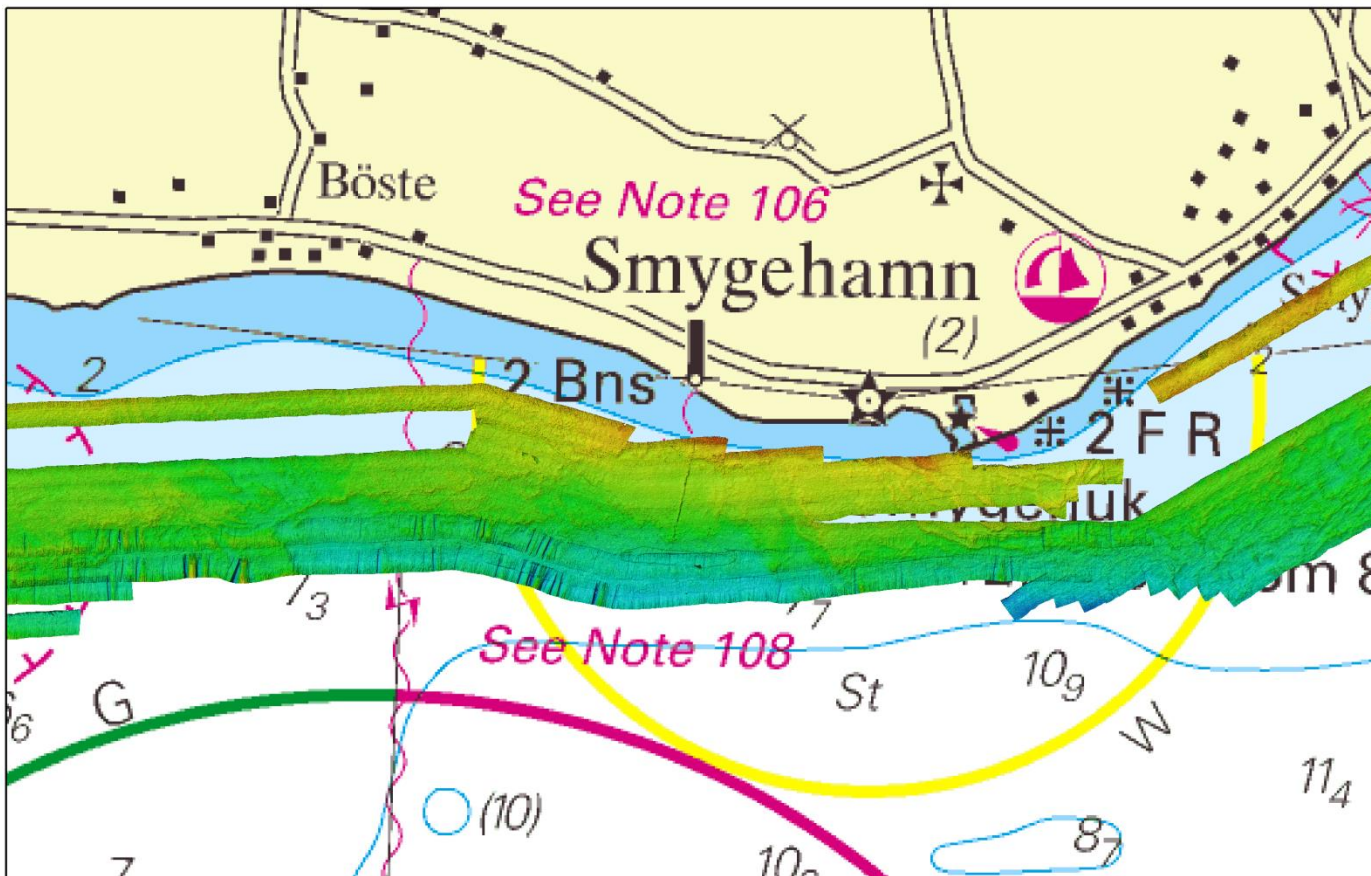 Böste
See Note 106
Smygehamn
(2)
2
2 Bns
2
2 F R
7₃
See Note 108
10₉
St
G
W
11₄
(10)
8₇
7